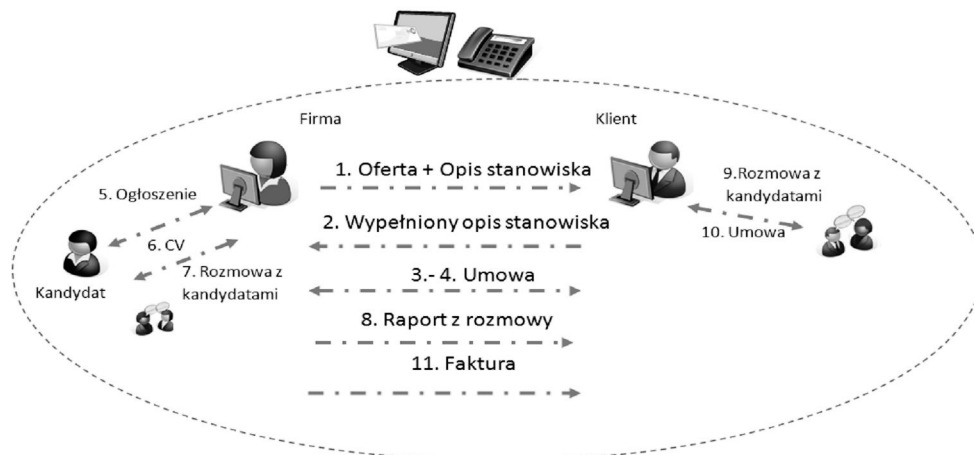 Firma
Klient
1. Oferta + Opis stanowiska
5. Ogłoszenie
9.Rozmowa z
kandydatami
2. Wypełniony opis stanowiska
10. Umowa
6. CV
7. Rozmowa z
kandydatami
3.- 4. Umowa
Kandydat
8. Raport z rozmowy
11. Faktura